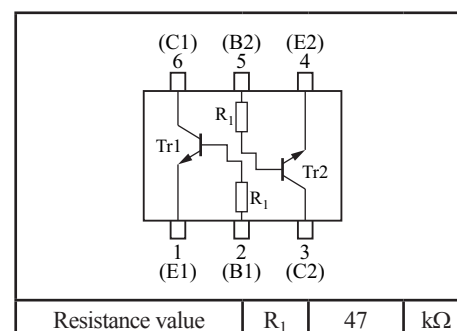 (C1) (B2) (E2)
6 5 4
R1
Tr1 Tr2
R1
1 2 3
(E1) (B1) (C2)
Resistance value R1 47 kΩ